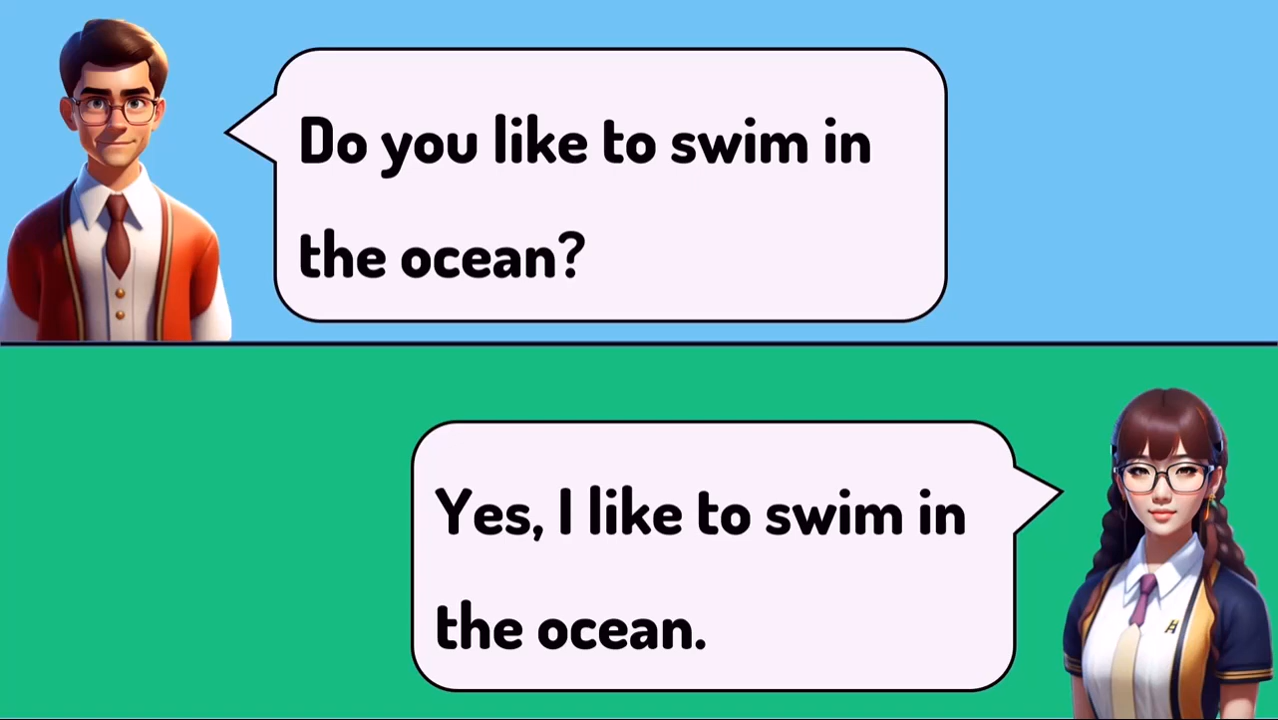 Do you like to swim in
the ocean?
Yes, I like to swim in
the ocean.